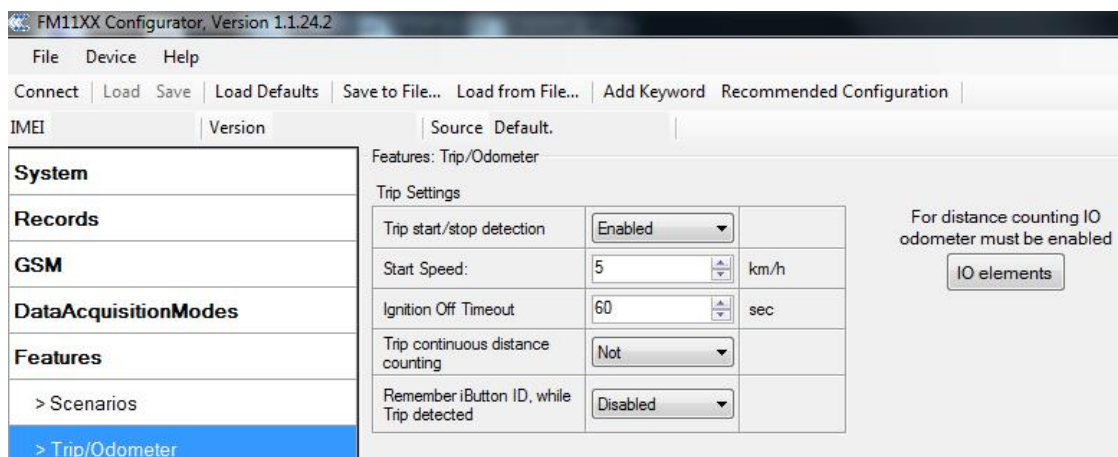 FM11XX Configurator, Version 1.1.24.2
File Device Help
Connect Load Save Load Defaults Save to File... Load from File... Add Keyword Recommended Configuration
IMEI Version Source Default.
System
Records
GSM
DataAcquisitionModes
Features
> Scenarios
> Trip/Odometer
Features: Trip/Odometer
Trip Settings
Trip start/stop detection Enabled
Start Speed: 5 km/h
Ignition Off Timeout 60 sec
Trip continuous distance
counting Not
Remember iButton ID, while
Trip detected Disabled
For distance counting IO
odometer must be enabled
IO elements